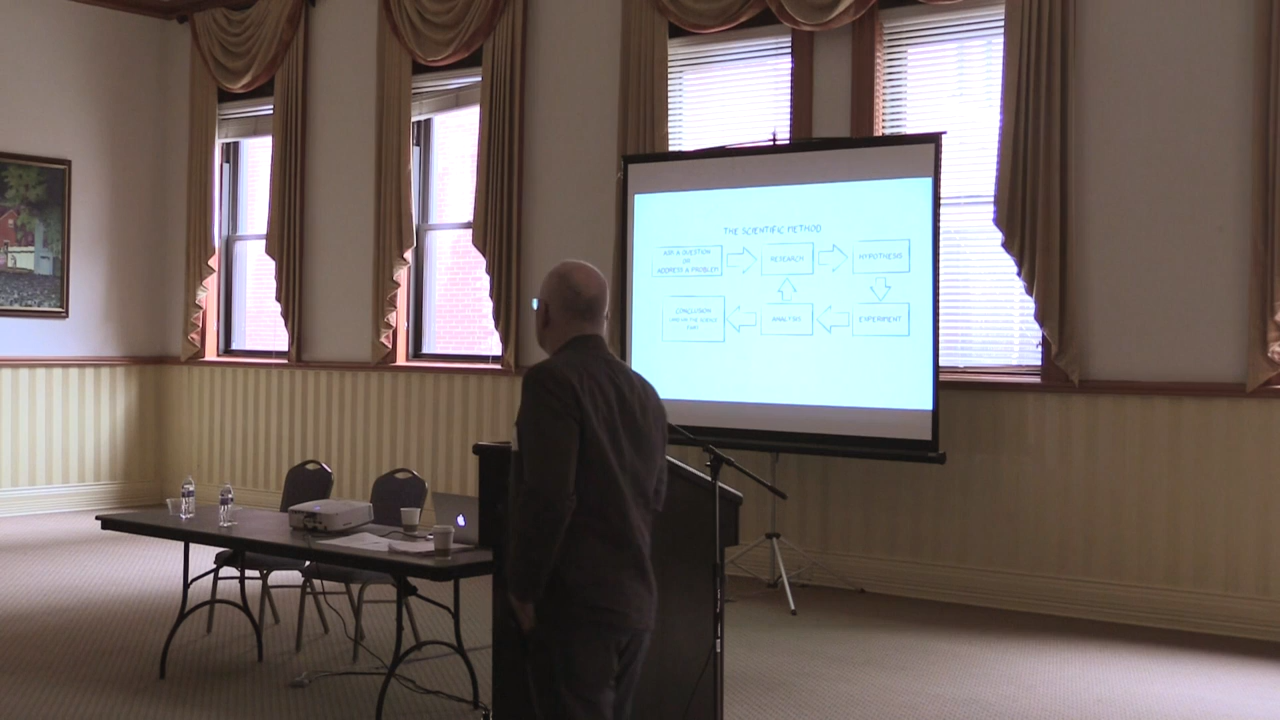 THE SCIENTIFIC METHOD
ASK A QUESTION
OR
ADDRESS A PROBLEM
RESEARCH
HYPOTHESIS
CONCLUSION
ANALYSIS
EXPERIMENT